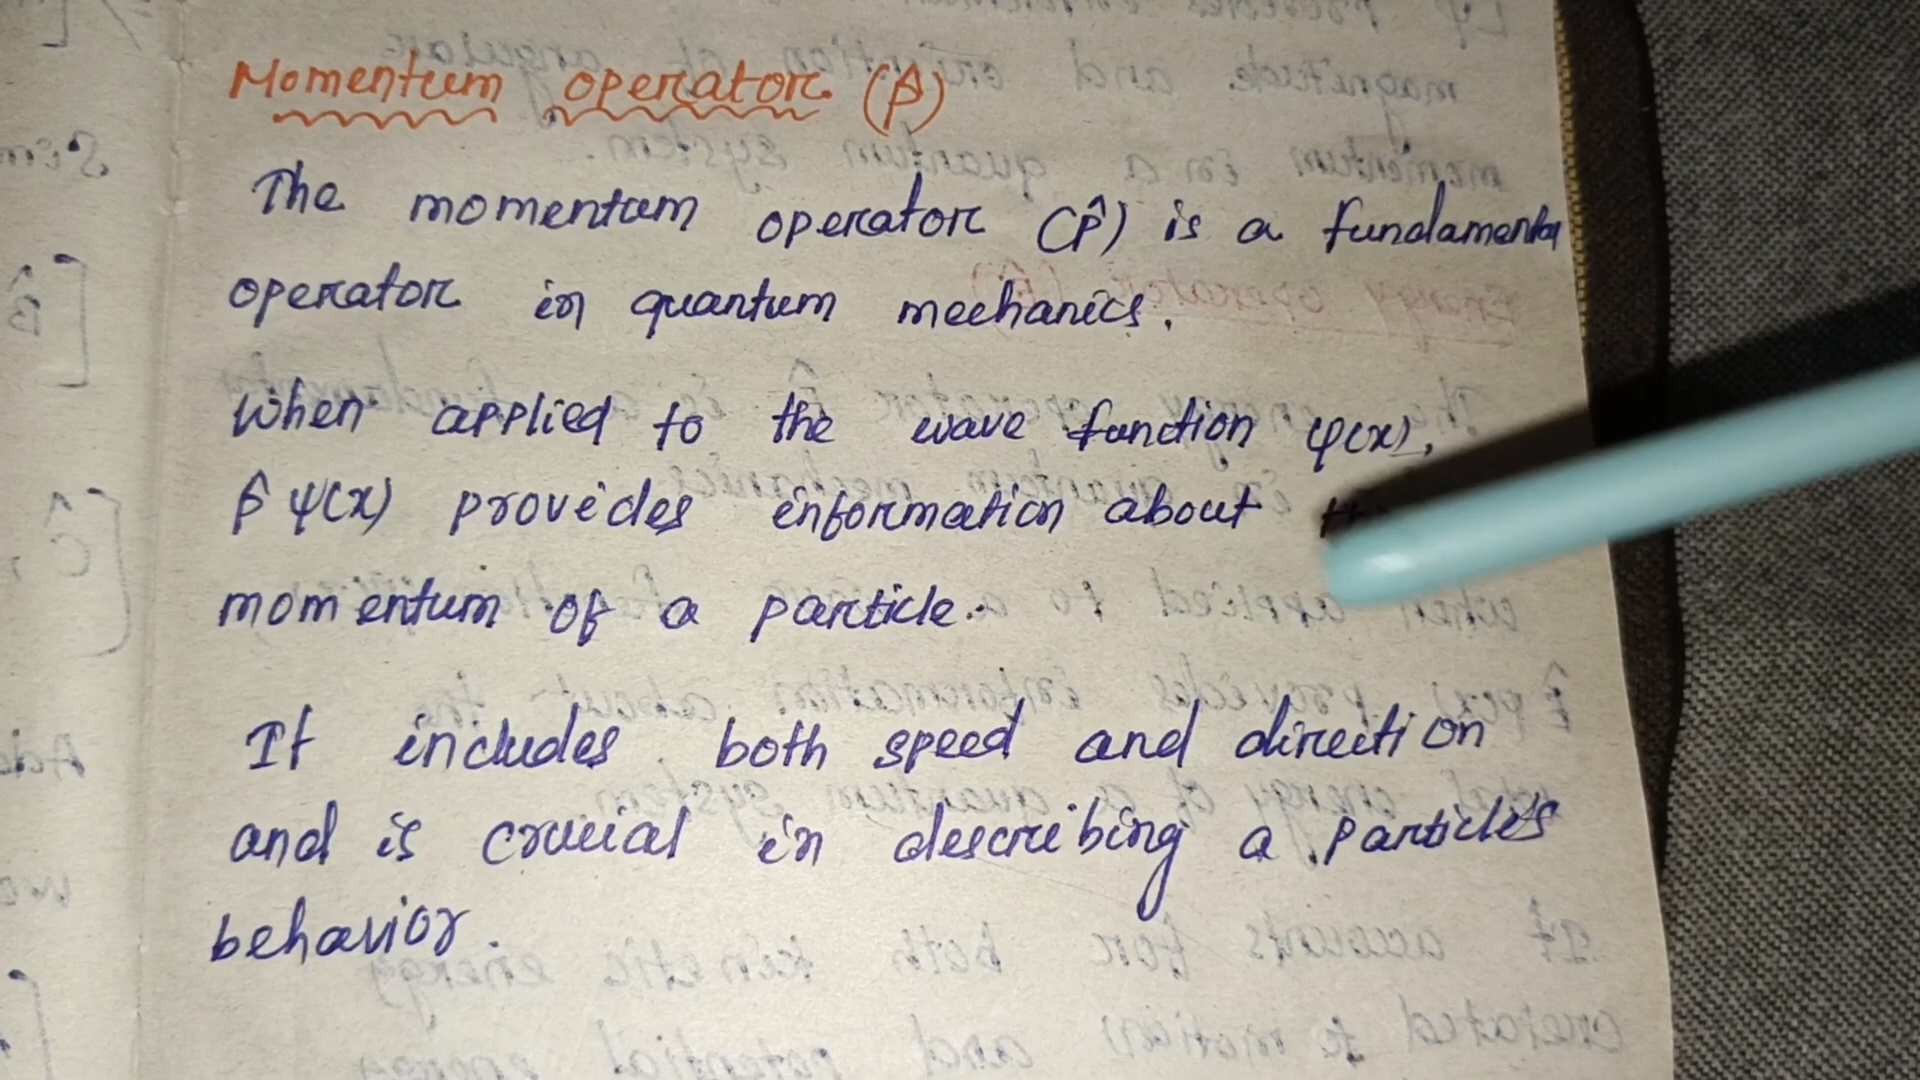 Momentum operator (p̂)
The momentum operator (p̂) is a fundamental
operator in quantum mechanics.
When applied to the wave function φ(x),
p̂ ψ(x) provides information about
momentum of a particle.
It includes both speed and direction
and is crucial in describing a particle's
behavior.